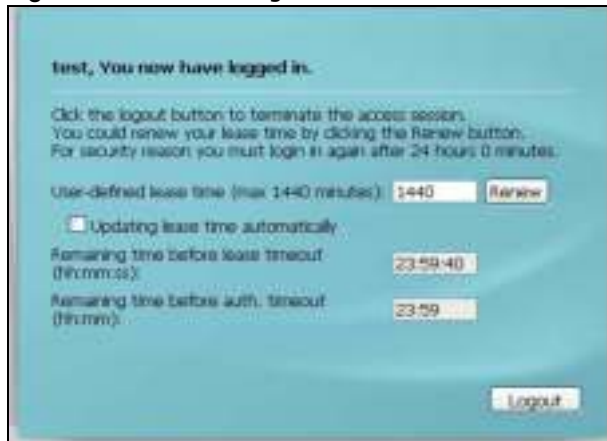 test, You now have logged in.
Click the logout button to terminate the access session.
You could renew your lease time by clicking the Renew button.
For security reason you must login in again after 24 hours 0 minutes.
User-defined lease time (max 1440 minutes): 1440 Renew
Updating lease time automatically
Remaining time before lease timeout
(hh:mm:ss): 23:59:40
Remaining time before auth. timeout
(hh:mm): 23:59
Logout